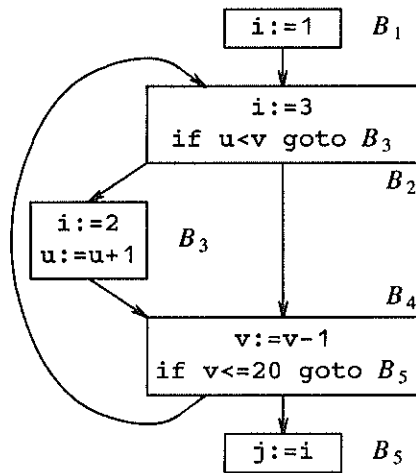 i:=1 B1
i:=3
if u<v goto B3
B2
i:=2
u:=u+1 B3
B4
v:=v-1
if v<=20 goto B5
j:=i B5